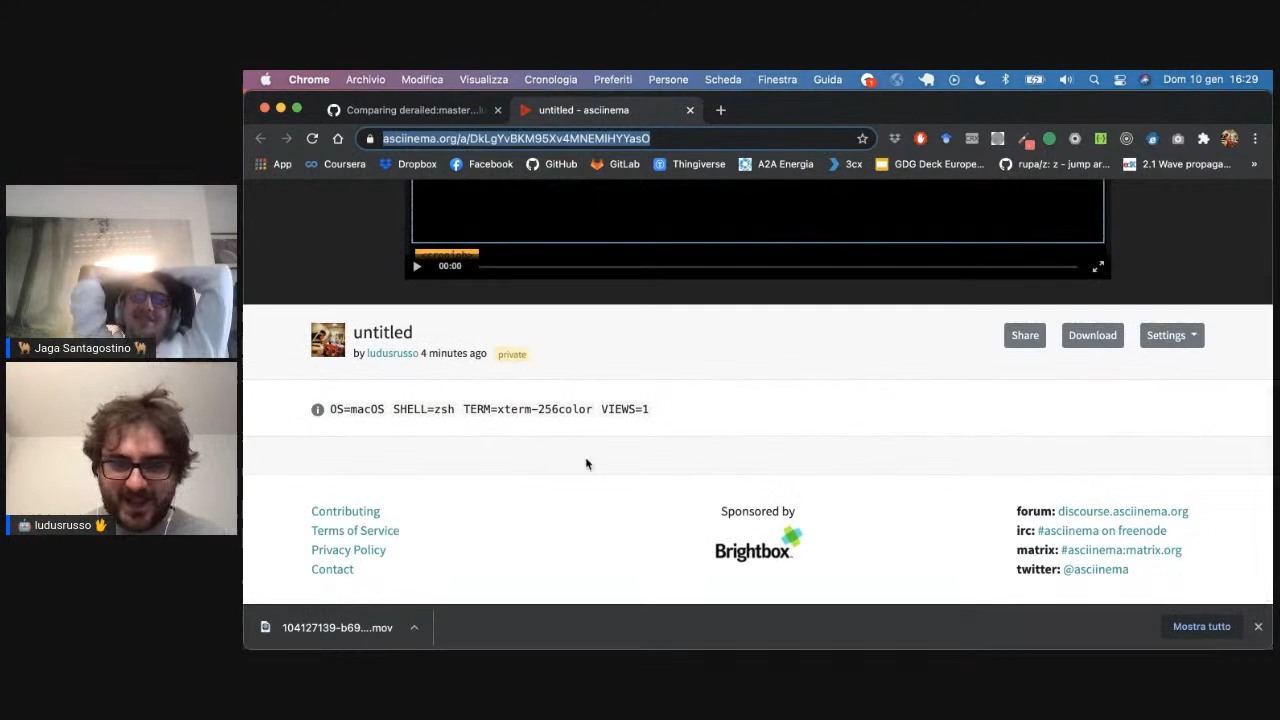 Chrome Archivio Modifica Visualizza Cronologia Preferiti Persone Scheda Finestra Guida Dom 10 gen 16:29
Comparing derailed:master... untitled - asciinema
asciinema.org/a/DkLgYvBKM95Xv4MNEMIHYYasO
App Coursera Dropbox Facebook GitHub GitLab Thingiverse A2A Energia 3cx GDG Deck Europe... rupa/z: z - jump ar... 2.1 Wave propaga... »
00:00
untitled
Share Download Settings
by ludusrusso 4 minutes ago private
Jaga Santagostino
OS=macOS SHELL=zsh TERM=xterm-256color VIEWS=1
ludusrusso
Contributing
Terms of Service
Privacy Policy
Contact
Sponsored by
Brightbox
forum: discourse.asciinema.org
irc: #asciinema on freenode
matrix: #asciinema:matrix.org
twitter: @asciinema
104127139-b69....mov
Mostra tutto